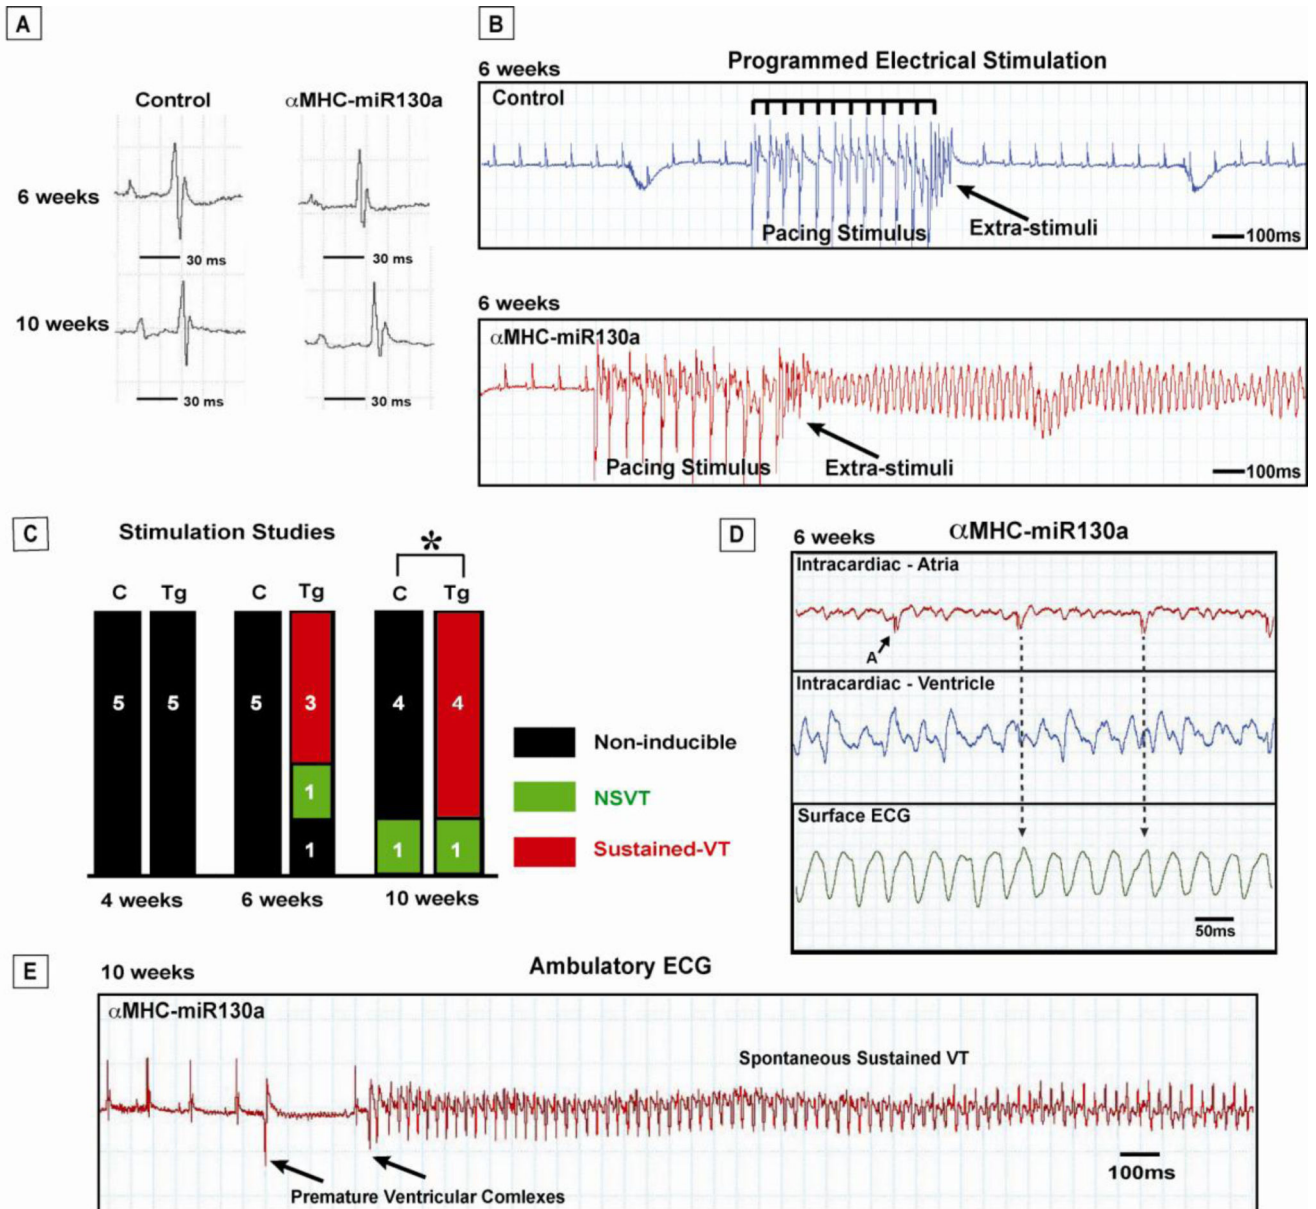 A
Control
αMHC-miR130a
6 weeks
30 ms
30 ms
10 weeks
30 ms
30 ms
B
Programmed Electrical Stimulation
6 weeks
Control
Pacing Stimulus
Extra-stimuli
100ms
6 weeks
αMHC-miR130a
Pacing Stimulus
Extra-stimuli
100ms
C
Stimulation Studies
*
C Tg C Tg C Tg
5 5 5 3 4 4
1
1 1 1
4 weeks 6 weeks 10 weeks
Non-inducible
NSVT
Sustained-VT
D
6 weeks
αMHC-miR130a
Intracardiac - Atria
A
Intracardiac - Ventricle
Surface ECG
50ms
E
10 weeks
Ambulatory ECG
αMHC-miR130a
Spontaneous Sustained VT
100ms
Premature Ventricular Comlexes